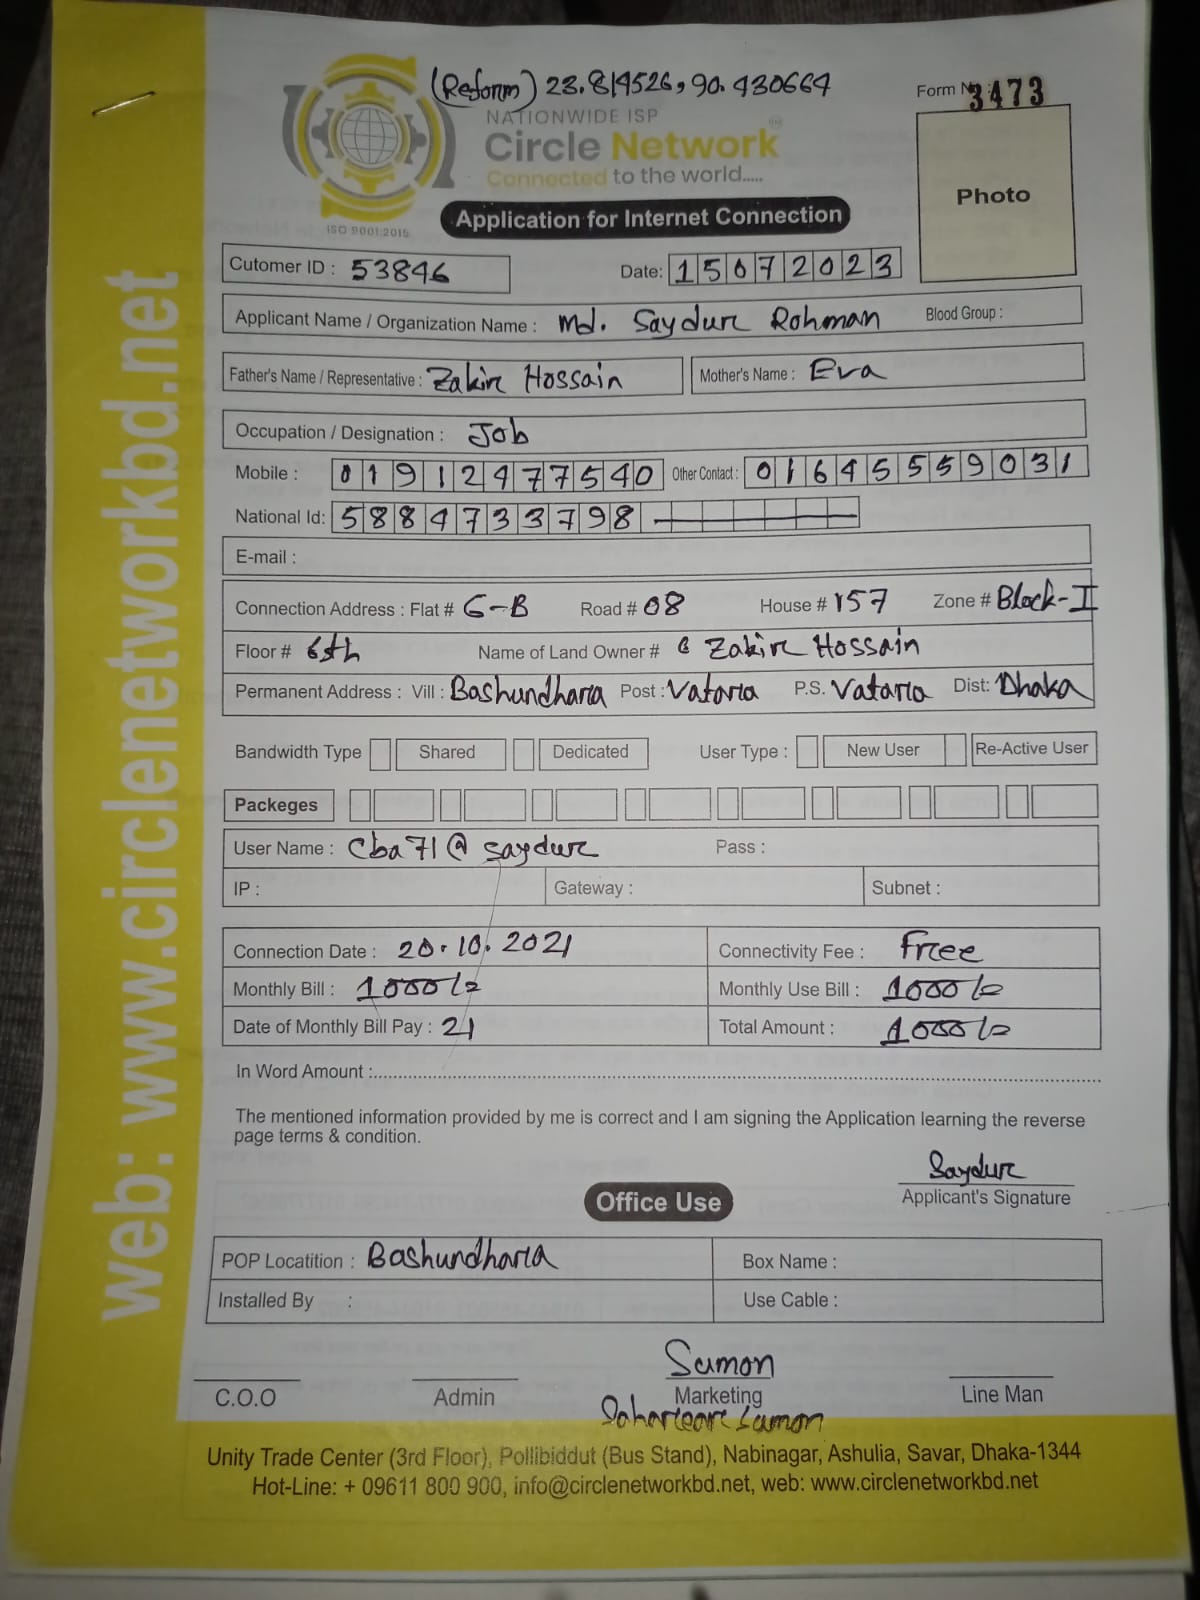 (Reform) 23.814526, 90.430664
Form № 3473
NATIONWIDE ISP
Circle Network
Connected to the world.....
ISO 9001:2015
Photo
Application for Internet Connection
Cutomer ID : 53846
Date: 15072023
Applicant Name / Organization Name : Md. Saydur Rohman Blood Group :
Father's Name / Representative : Zakir Hossain Mother's Name : Eva
Occupation / Designation : Job
Mobile : 01912477540 Other Contact : 01645559031
National Id: 5884733798
E-mail :
Connection Address : Flat # G-B Road # 08 House # 157 Zone # Block-I
Floor # 6th Name of Land Owner # Zakir Hossain
Permanent Address : Vill : Bashundhara Post : Vatara P.S. Vatara Dist: Dhaka
Bandwidth Type Shared Dedicated User Type : New User Re-Active User
Packeges
User Name : Cba71@saydur Pass :
IP : Gateway : Subnet :
Connection Date : 20.10.2021 Connectivity Fee : Free
Monthly Bill : 1000/= Monthly Use Bill : 1000/=
Date of Monthly Bill Pay : 21 Total Amount : 1000/=
In Word Amount :
The mentioned information provided by me is correct and I am signing the Application learning the reverse
page terms & condition.
Saydur
Applicant's Signature
Office Use
POP Locatition : Bashundhara Box Name :
Installed By : Use Cable :
Sumon
C.O.O Admin Marketing Line Man
Sumon
Unity Trade Center (3rd Floor), Pollibiddut (Bus Stand), Nabinagar, Ashulia, Savar, Dhaka-1344
Hot-Line: + 09611 800 900, info@circlenetworkbd.net, web: www.circlenetworkbd.net
web: www.circlenetworkbd.net